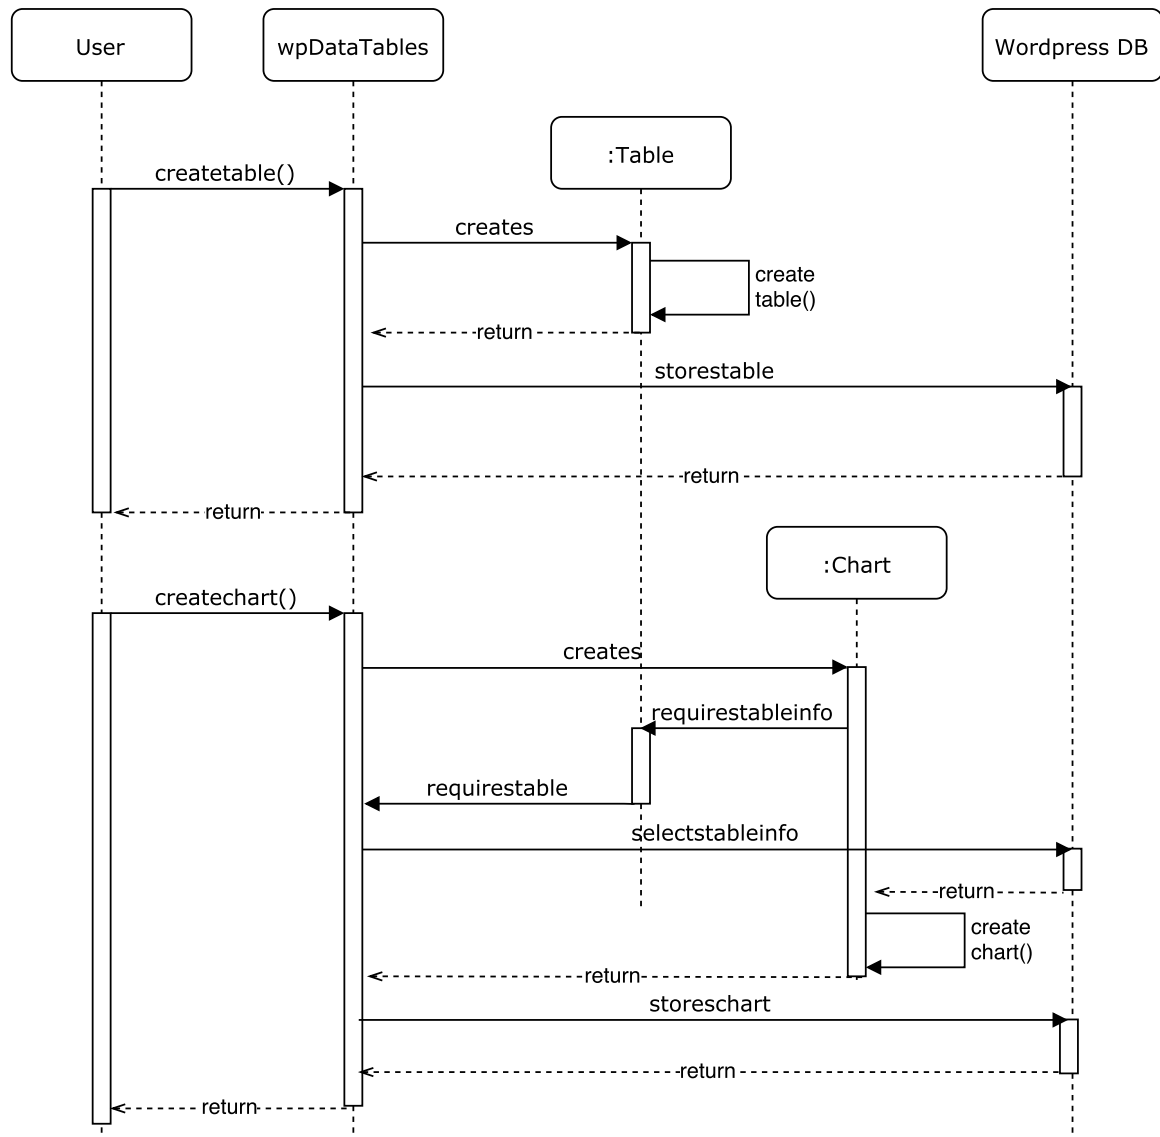 User
wpDataTables
Wordpress DB
:Table
createtable()
creates
create
table()
return
storestable
return
return
:Chart
createchart()
creates
requirestableinfo
requirestable
selectstableinfo
return
create
chart()
return
storeschart
return
return